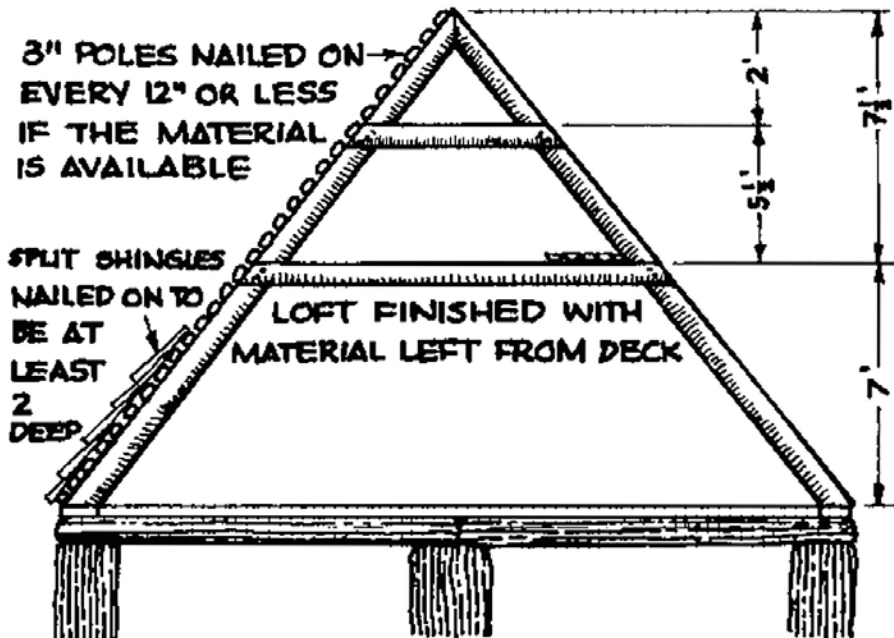 3" POLES NAILED ON
EVERY 12" OR LESS
IF THE MATERIAL
IS AVAILABLE
2'
7½'
5½'
SPLIT SHINGLES
NAILED ON TO
BE AT
LEAST
2
DEEP
LOFT FINISHED WITH
MATERIAL LEFT FROM DECK
7'